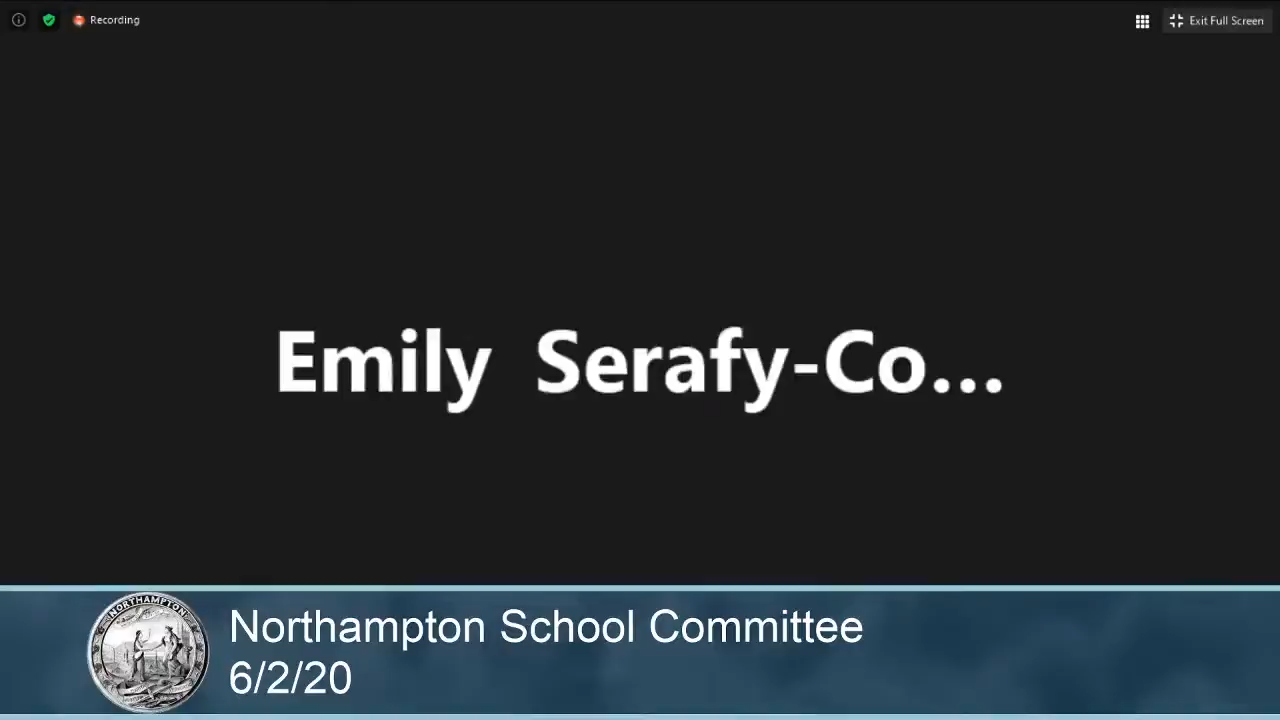 Recording
Exit Full Screen
Emily Serafy-Co...
NORTHAMPTON
Northampton School Committee
6/2/20